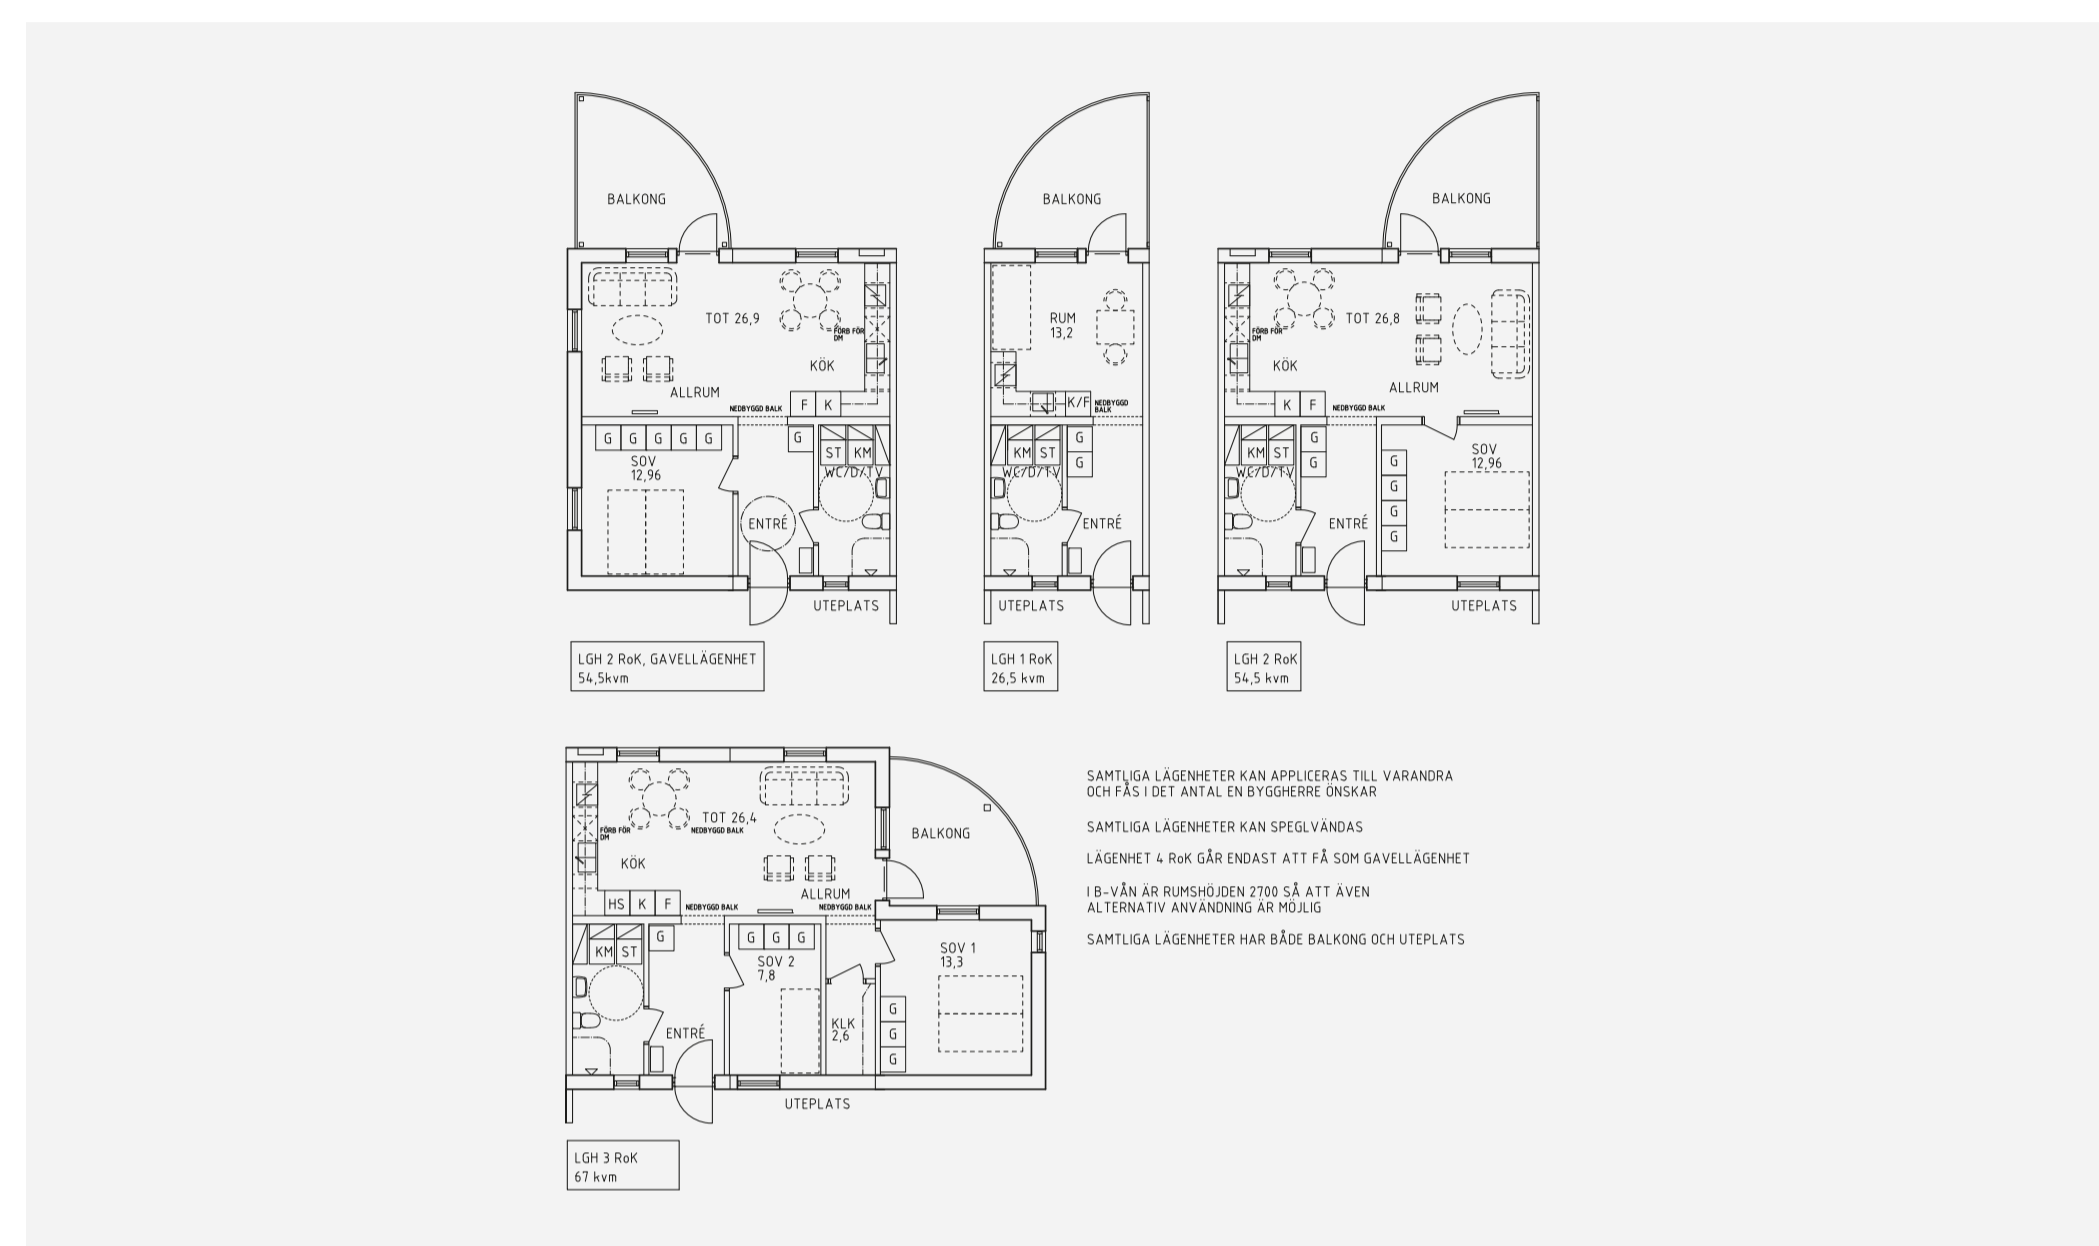 BALKONG
TOT 26,9
FÖRB FÖR
DM
KÖK
ALLRUM
F K
NEDBYGGD BALK
G G G G G
G
SOV
12,96
ST KM
WC/D/TV
ENTRÉ
UTEPLATS
LGH 2 RoK, GAVELLÄGENHET
54,5kvm
BALKONG
RUM
13,2
K/F
NEDBYGGD
BALK
KM ST
G
G
WC/D/TV
ENTRÉ
UTEPLATS
LGH 1 RoK
26,5 kvm
BALKONG
TOT 26,8
FÖRB FÖR
DM
KÖK
ALLRUM
K F
NEDBYGGD BALK
KM ST
G
G
WC/D/TV
SOV
12,96
G
G
G
G
ENTRÉ
UTEPLATS
LGH 2 RoK
54,5 kvm
TOT 26,4
NEDBYGGD BALK
FÖRB FÖR
DM
KÖK
BALKONG
ALLRUM
HS K F
NEDBYGGD BALK
NEDBYGGD BALK
KM ST
G
G G G
SOV 2
7,8
SOV 1
13,3
KLK
2,6
G
G
G
ENTRÉ
UTEPLATS
LGH 3 RoK
67 kvm
SAMTLIGA LÄGENHETER KAN APPLICERAS TILL VARANDRA
OCH FÅS I DET ANTAL EN BYGGHERRE ÖNSKAR
SAMTLIGA LÄGENHETER KAN SPEGLVÄNDAS
LÄGENHET 4 RoK GÅR ENDAST ATT FÅ SOM GAVELLÄGENHET
I B-VÅN ÄR RUMSHÖJDEN 2700 SÅ ATT ÄVEN
ALTERNATIV ANVÄNDNING ÄR MÖJLIG
SAMTLIGA LÄGENHETER HAR BÅDE BALKONG OCH UTEPLATS